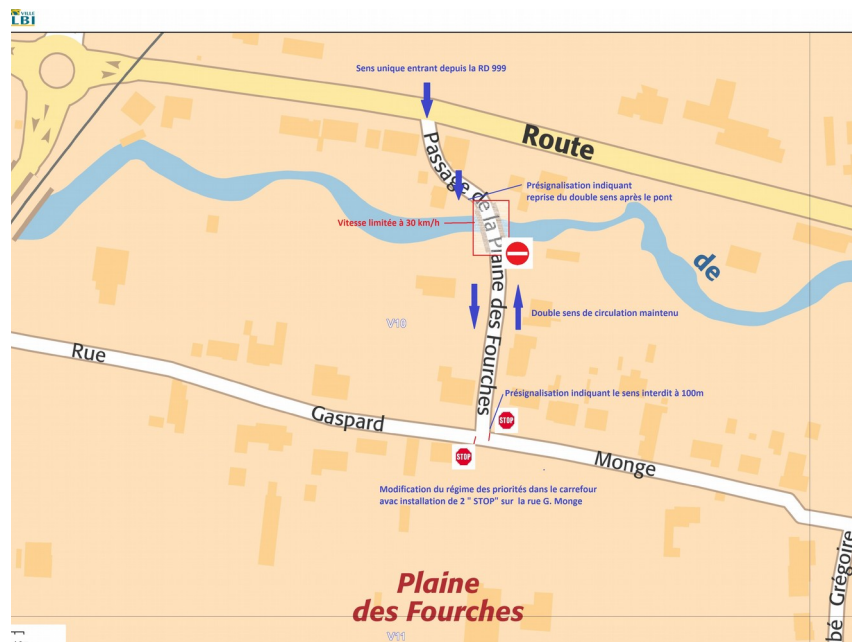 VILLE
LBI
Sens unique entrant depuis la RD 999
Route
Passage de la Plaine des Fourches
Présignalisation indiquant
reprise du double sens après le pont
Vitesse limitée à 30 km/h
de
Double sens de circulation maintenu
V10
Rue
Gaspard
Présignalisation indiquant le sens interdit à 100m
STOP
STOP
Monge
Modification du régime des priorités dans le carrefour
avac installation de 2 " STOP" sur la rue G. Monge
bé Grégoire
Plaine
des Fourches
V11